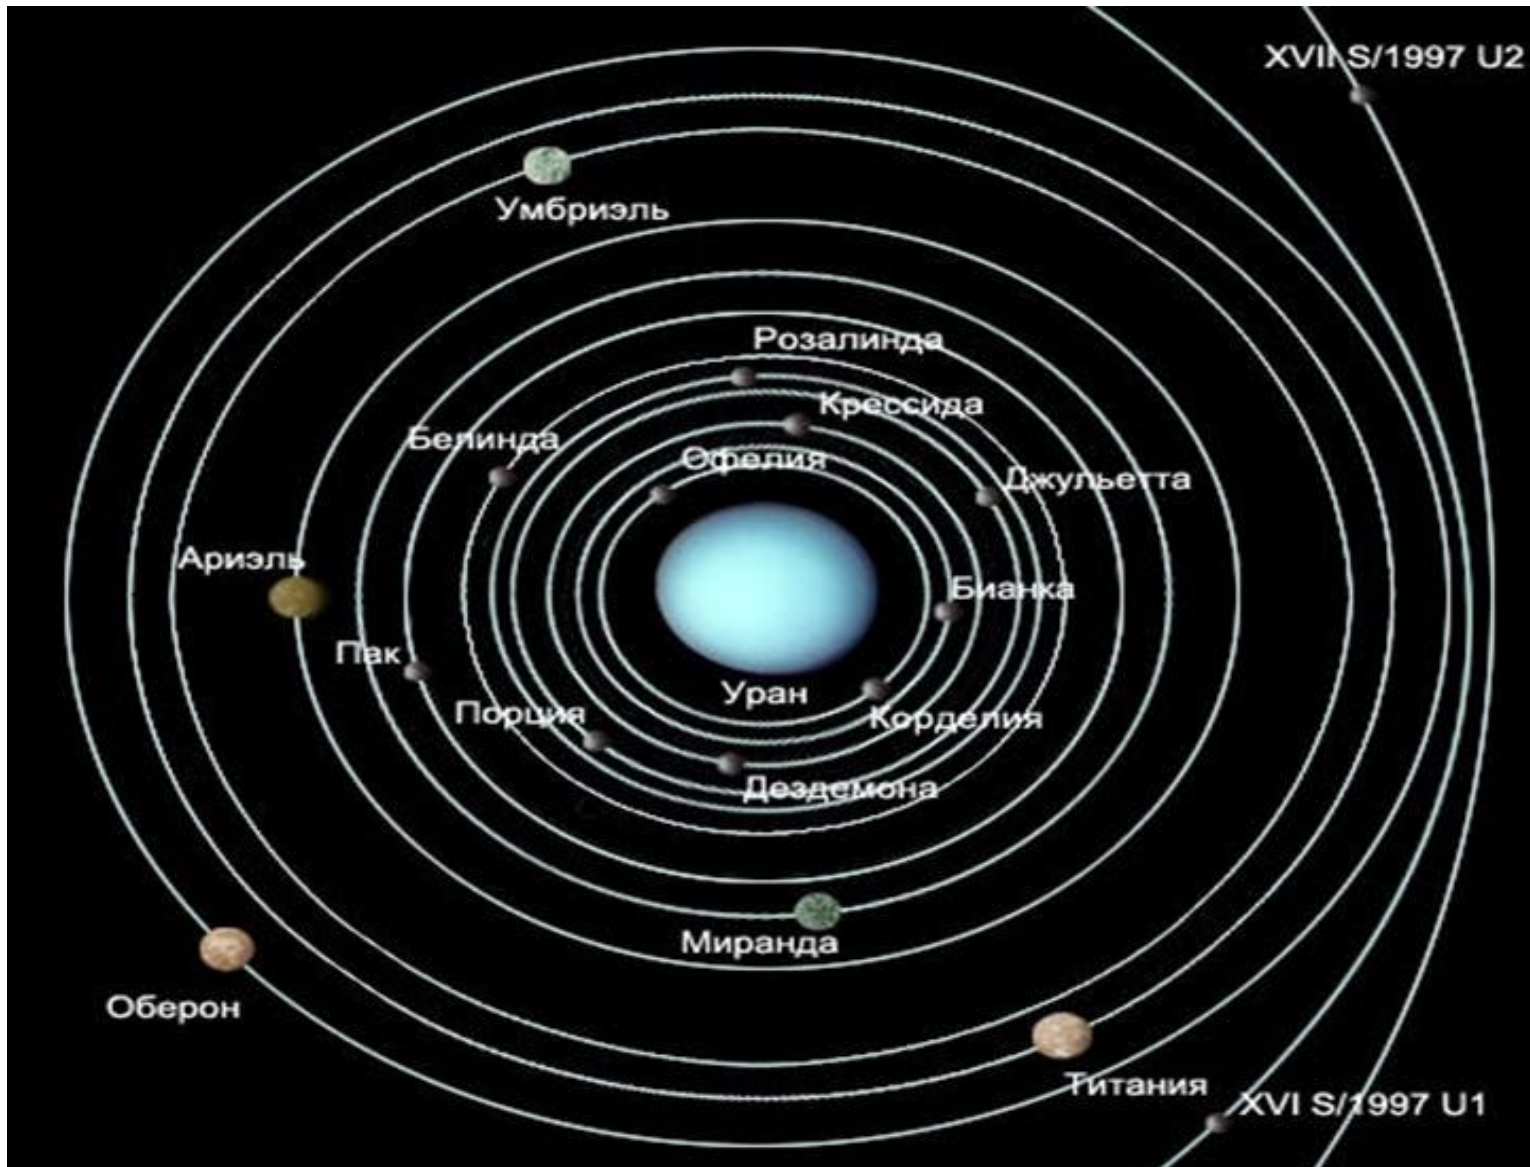 XVII S/1997 U2
Умбриэль
Розалинда
Крессида
Белинда
Офелия
Джульетта
Ариэль
Бианка
Пак
Уран
Порция
Корделия
Дездемона
Миранда
Оберон
Титания
XVI S/1997 U1